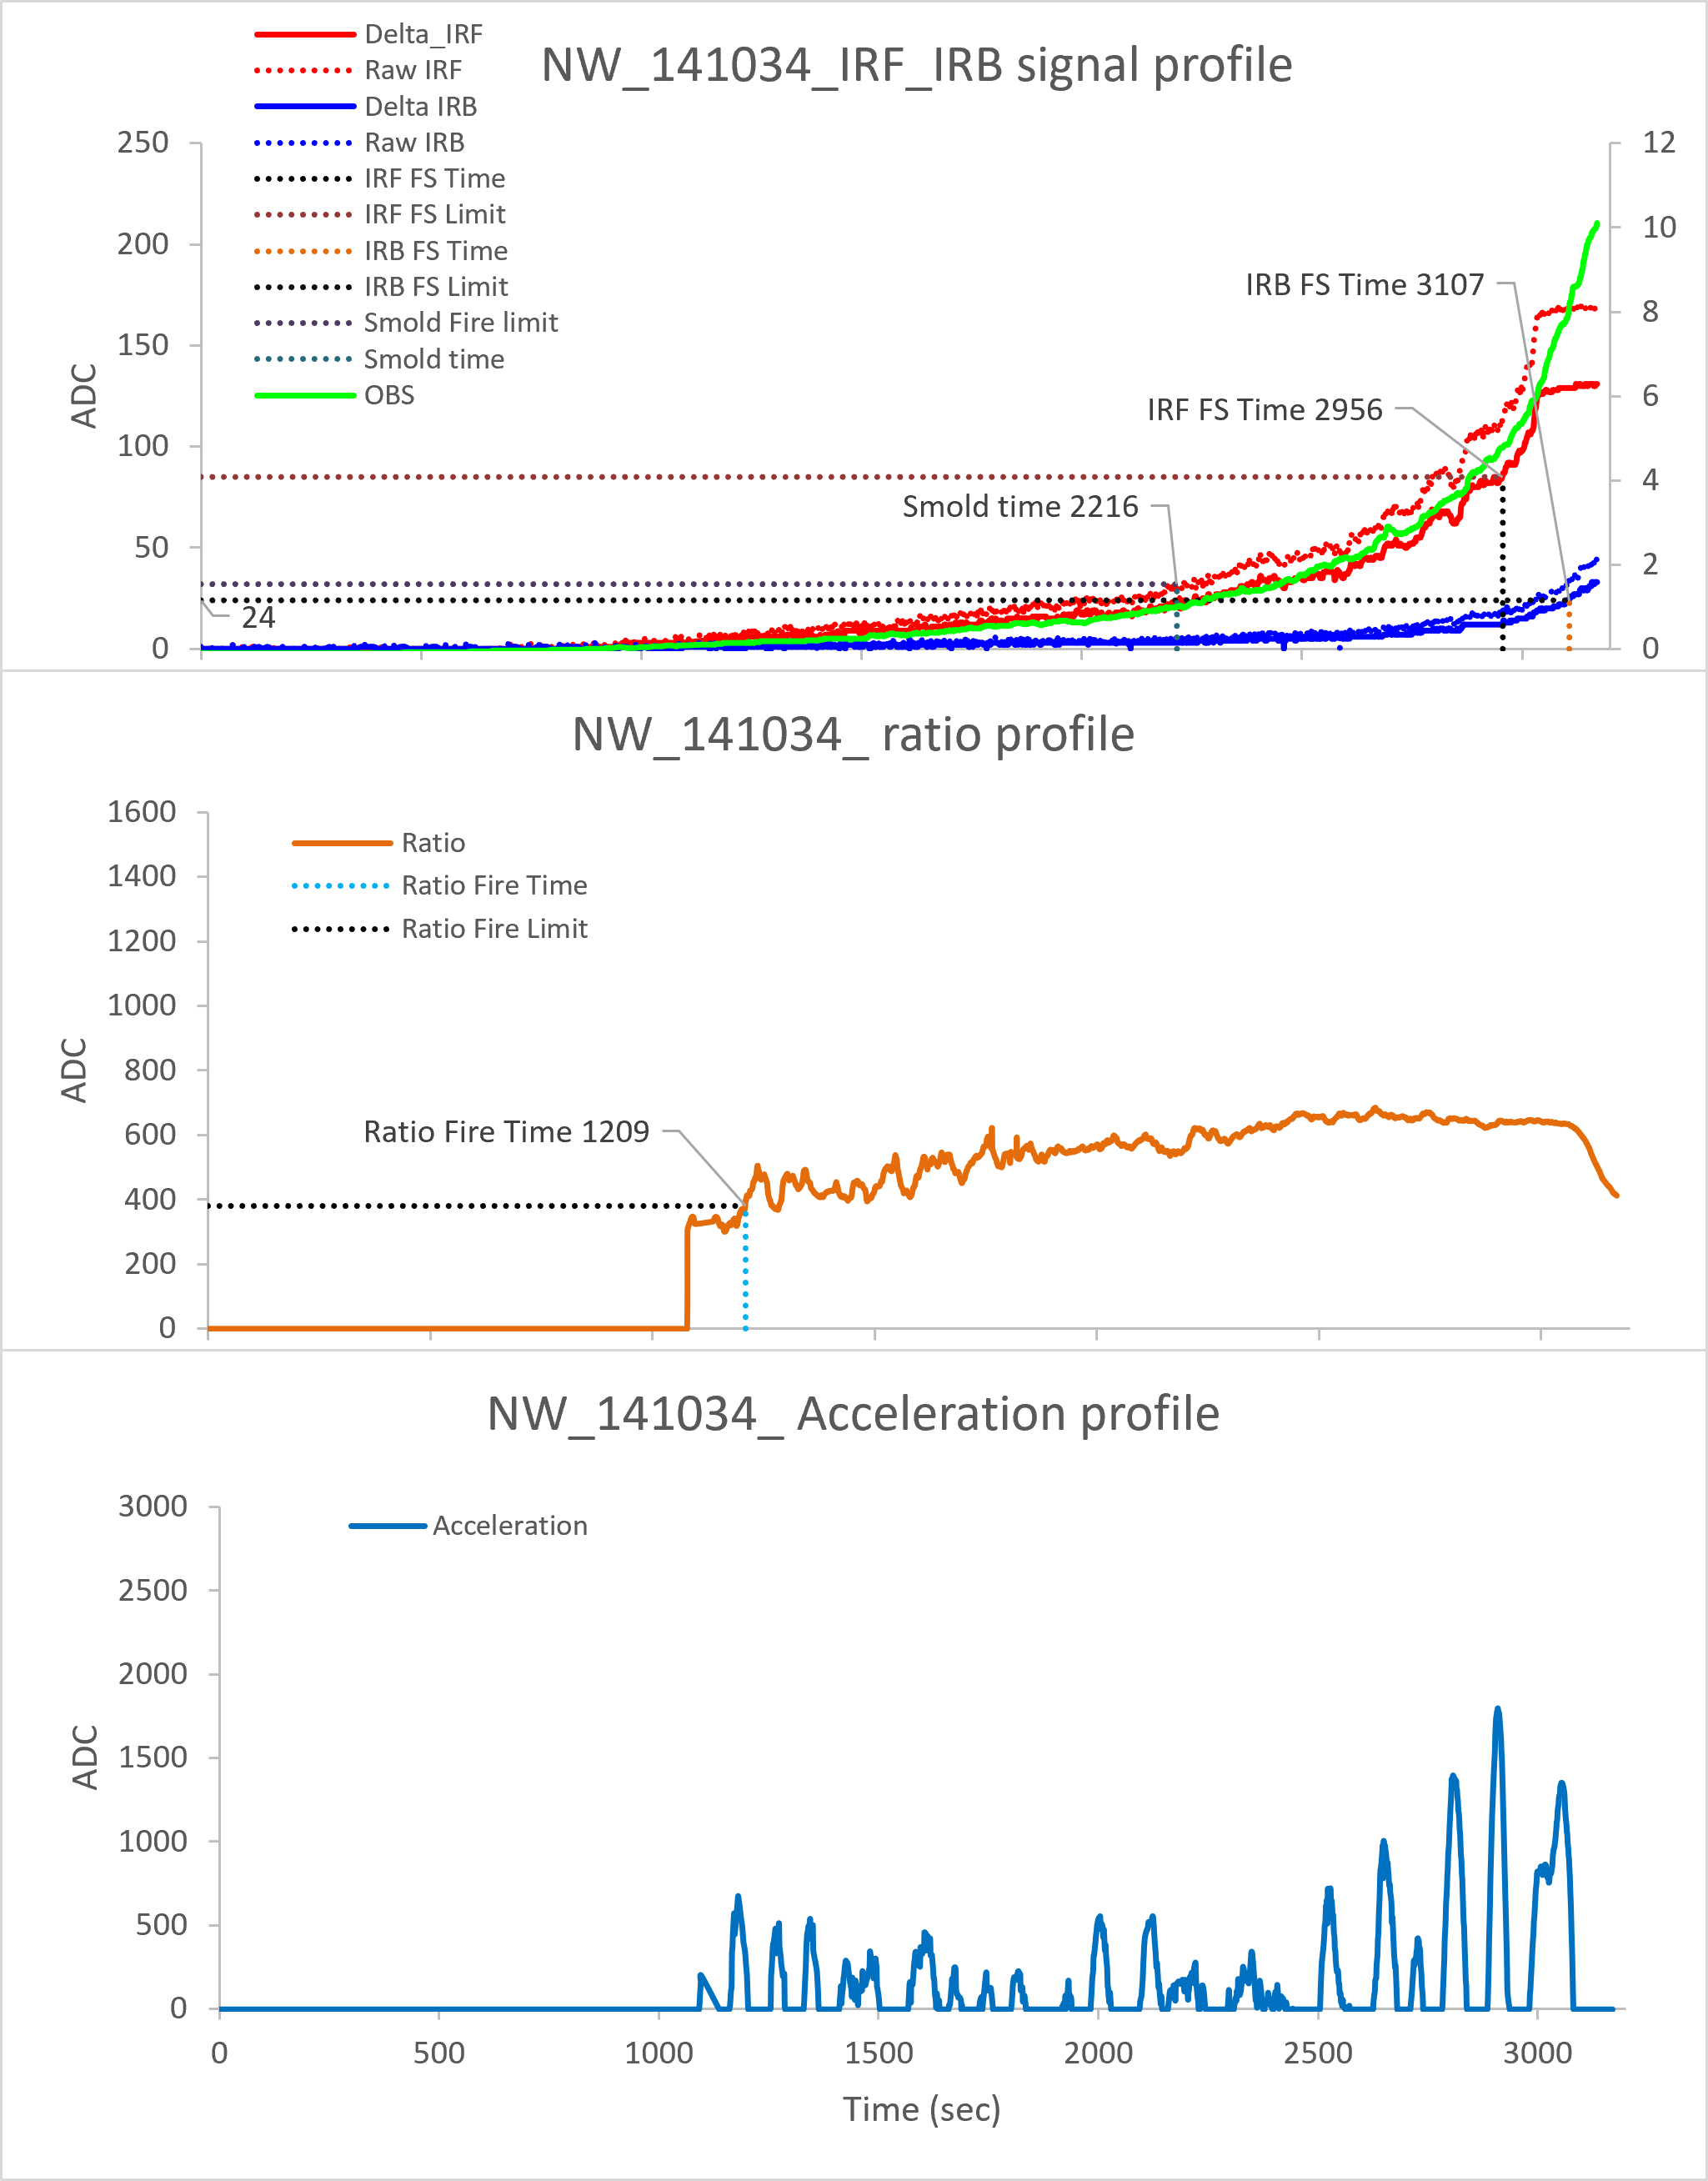 NW_141034_IRF_IRB signal profile
Delta_IRF
Raw IRF
Delta IRB
Raw IRB
IRF FS Time
IRF FS Limit
IRB FS Time
IRB FS Limit
Smold Fire limit
Smold time
OBS
ADC
250
200
150
100
50
0
12
10
8
6
4
2
0
IRB FS Time 3107
IRF FS Time 2956
Smold time 2216
24
NW_141034_ ratio profile
Ratio
Ratio Fire Time
Ratio Fire Limit
ADC
1600
1400
1200
1000
800
600
400
200
0
Ratio Fire Time 1209
NW_141034_ Acceleration profile
Acceleration
ADC
3000
2500
2000
1500
1000
500
0
0 500 1000 1500 2000 2500 3000
Time (sec)